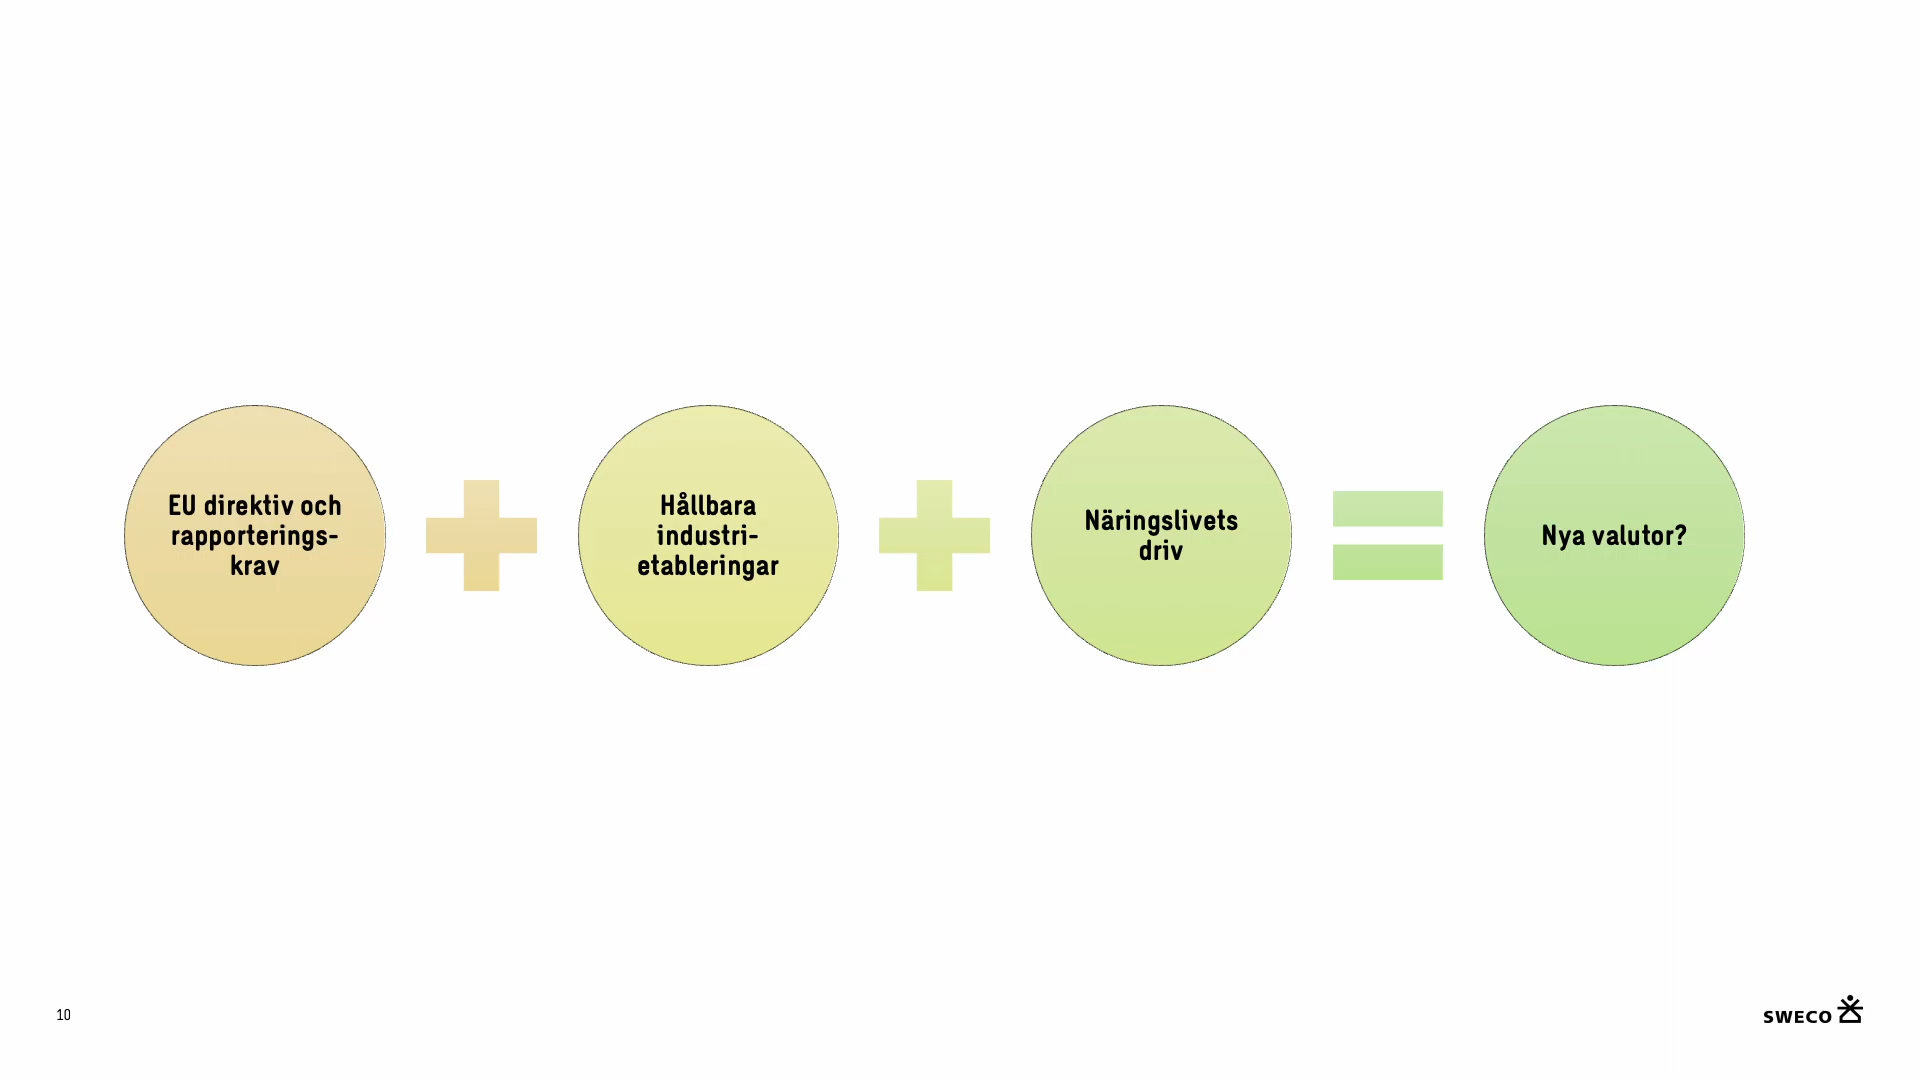 EU direktiv och
rapporterings-
krav
Hållbara
industri-
etableringar
Näringslivets
driv
Nya valutor?
10
SWECO